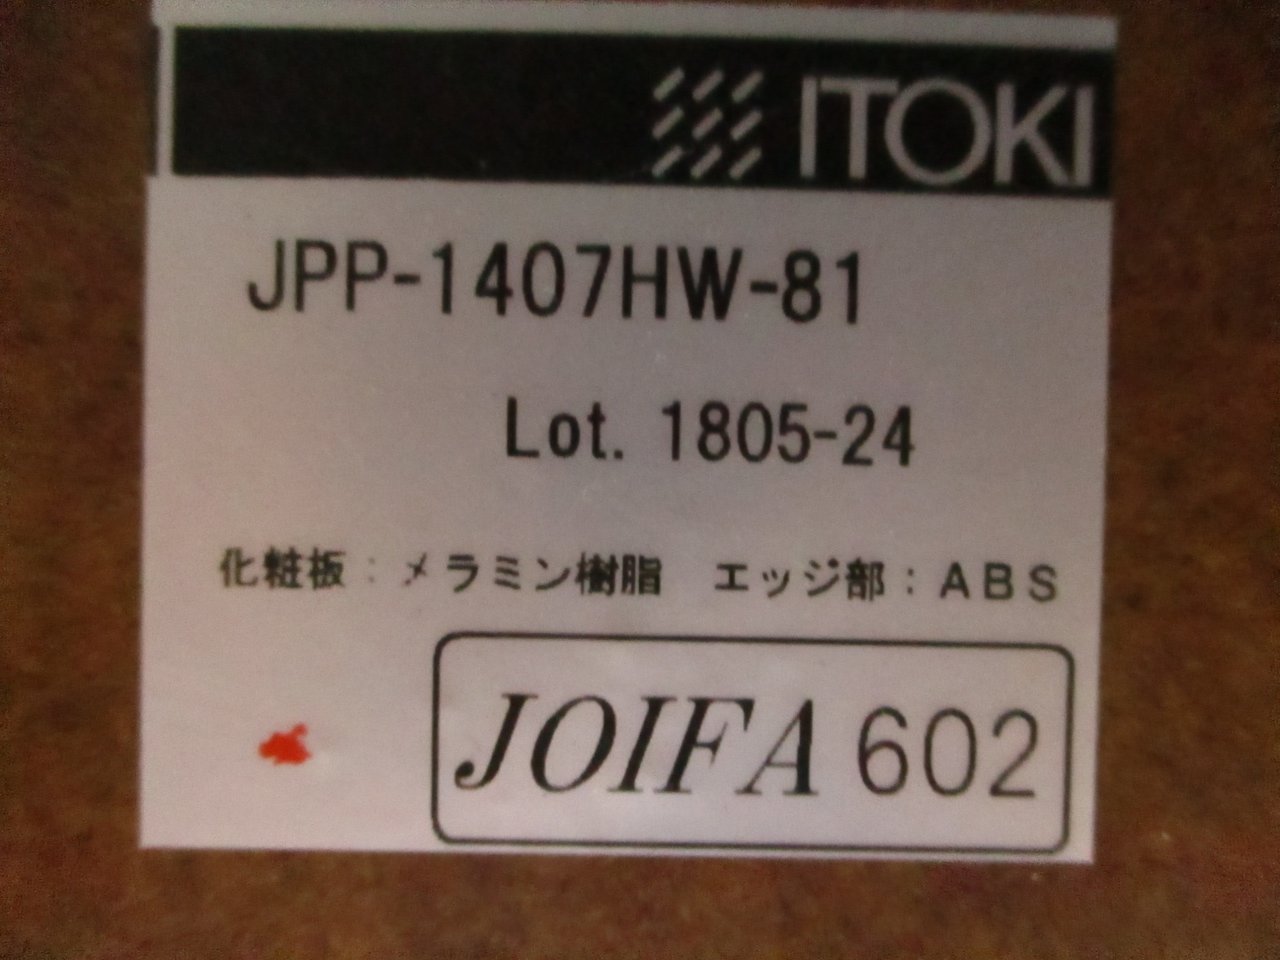 ITOKI
JPP-1407HW-81
Lot. 1805-24
化粧板：メラミン樹脂　エッジ部：ABS
JOIFA 602